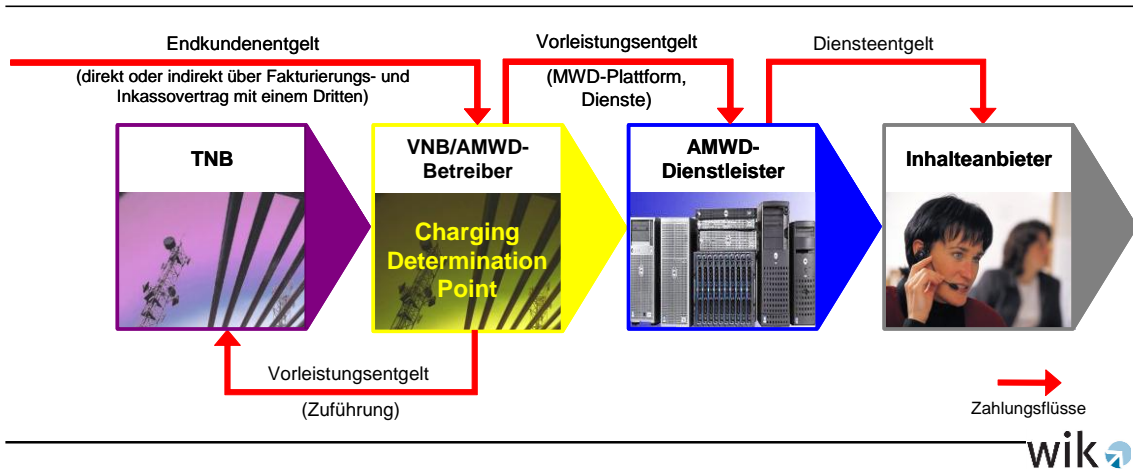 Endkundenentgelt
(direkt oder indirekt über Fakturierungs- und
Inkassovertrag mit einem Dritten)
Vorleistungsentgelt
(MWD-Plattform,
Dienste)
Diensteentgelt
TNB
VNB/AMWD-
Betreiber
AMWD-
Dienstleister
Inhalteanbieter
Charging
Determination
Point
Vorleistungsentgelt
(Zuführung)
Zahlungsflüsse
wik